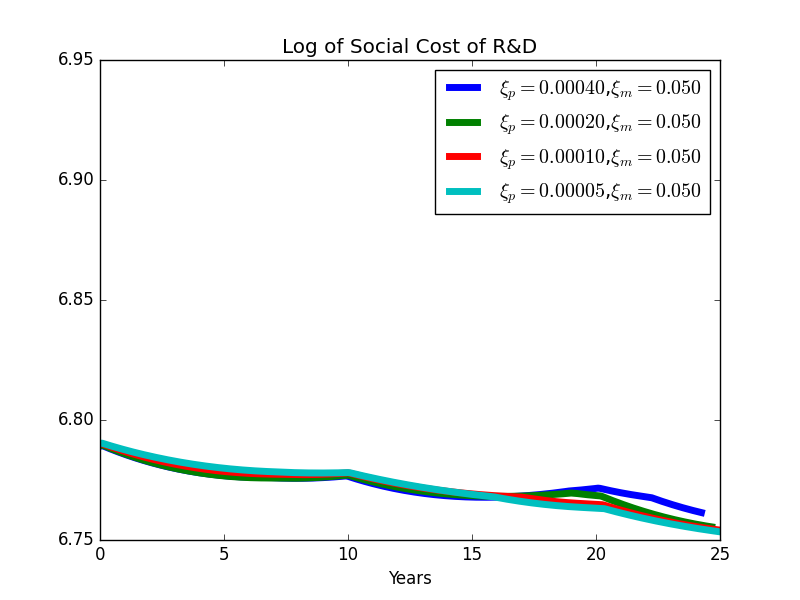 Log of Social Cost of R&D
6.95
6.90
6.85
6.80
6.75
ξp = 0.00040,ξm = 0.050
ξp = 0.00020,ξm = 0.050
ξp = 0.00010,ξm = 0.050
ξp = 0.00005,ξm = 0.050
0 5 10 15 20 25
Years